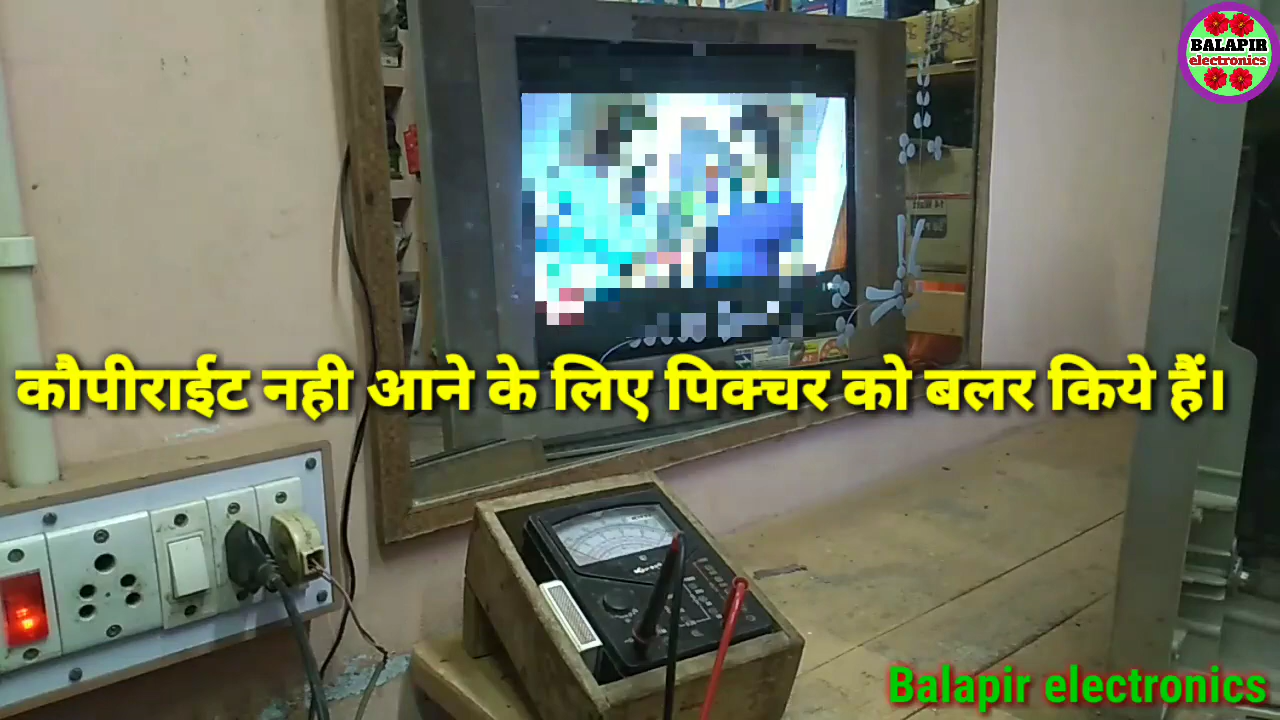 BALAPIR
electronics
कौपीराईट नही आने के लिए पिक्चर को बलर किये हैं।
Balapir electronics